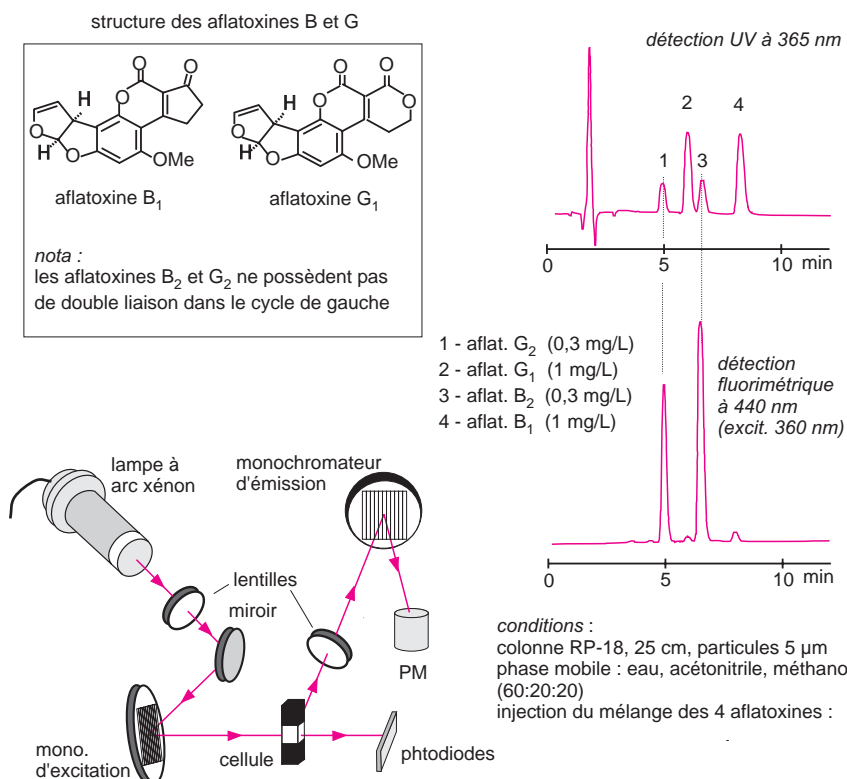 structure des aflatoxines B et G
O
O
O
H
O
H
O
OMe
aflatoxine B1
O
O
O
O
H
O
H
O
OMe
aflatoxine G1
nota :
les aflatoxines B2 et G2 ne possèdent pas
de double liaison dans le cycle de gauche
détection UV à 365 nm
1
2
3
4
0
5
10
min
1 - aflat. G2 (0,3 mg/L)
2 - aflat. G1 (1 mg/L)
3 - aflat. B2 (0,3 mg/L)
4 - aflat. B1 (1 mg/L)
détection
fluorimétrique
à 440 nm
(excit. 360 nm)
0
5
10
min
lampe à
arc xénon
monochromateur
d'émission
lentilles
miroir
PM
mono.
d'excitation
cellule
phtodiodes
conditions :
colonne RP-18, 25 cm, particules 5 µm
phase mobile : eau, acétonitrile, méthano
(60:20:20)
injection du mélange des 4 aflatoxines :